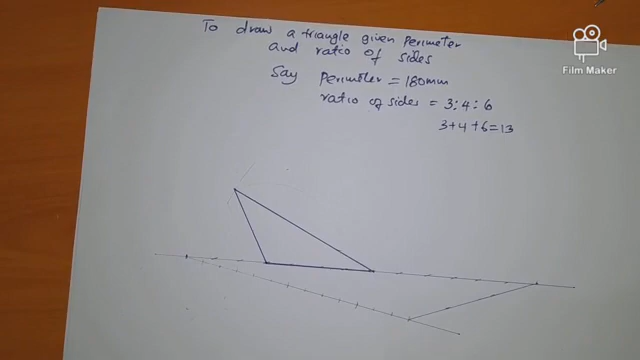 To draw a triangle given perimeter
and ratio of sides
Say perimeter = 180mm
ratio of sides = 3:4:6
3+4+6=13
Film Maker